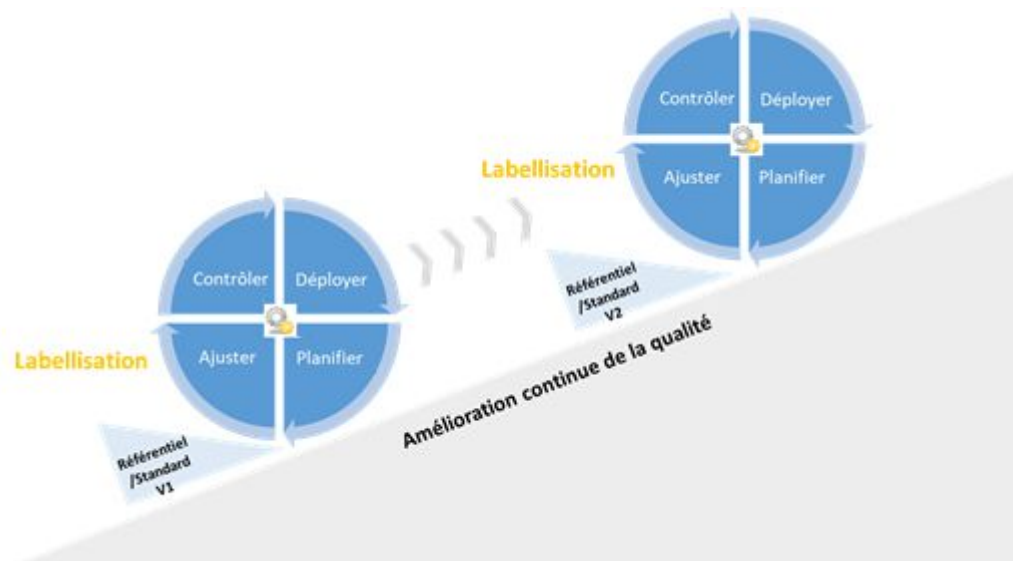 Contrôler
Déployer
Labellisation
Ajuster
Planifier
Référentiel
/Standard
V2
Contrôler
Déployer
Labellisation
Ajuster
Planifier
Référentiel
/Standard
V1
Amélioration continue de la qualité